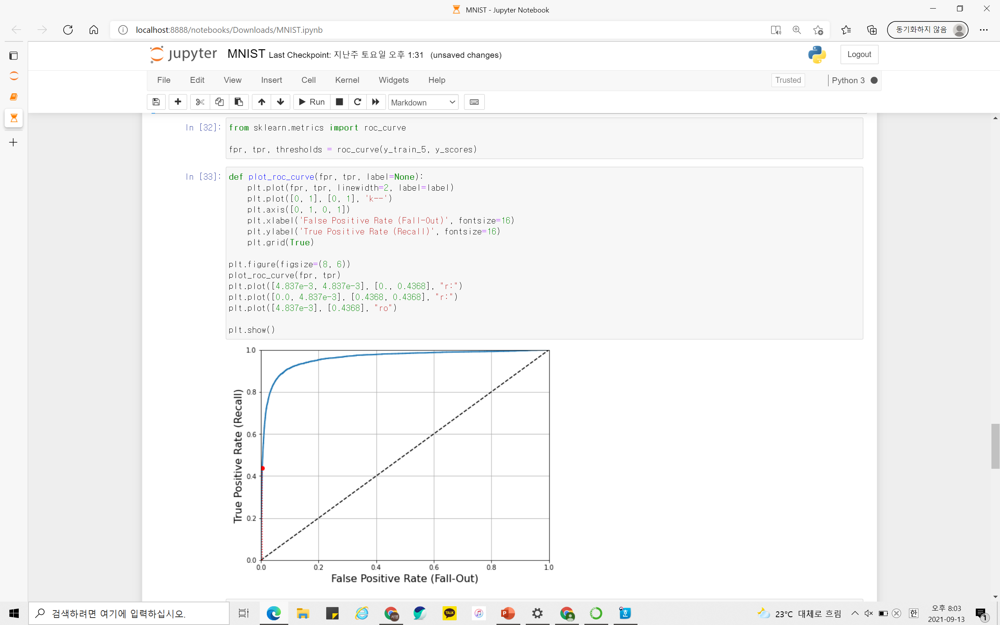 MNIST - Jupyter Notebook
localhost:8888/notebooks/Downloads/MNIST.ipynb
동기화하지 않음
jupyter MNIST Last Checkpoint: 지난주 토요일 오후 1:31 (unsaved changes)
Logout
File Edit View Insert Cell Kernel Widgets Help
Trusted
Python 3
Run
Markdown
In [32]: from sklearn.metrics import roc_curve
fpr, tpr, thresholds = roc_curve(y_train_5, y_scores)
In [33]: def plot_roc_curve(fpr, tpr, label=None):
    plt.plot(fpr, tpr, linewidth=2, label=label)
    plt.plot([0, 1], [0, 1], 'k--')
    plt.axis([0, 1, 0, 1])
    plt.xlabel('False Positive Rate (Fall-Out)', fontsize=16)
    plt.ylabel('True Positive Rate (Recall)', fontsize=16)
    plt.grid(True)
plt.figure(figsize=(8, 6))
plot_roc_curve(fpr, tpr)
plt.plot([4.837e-3, 4.837e-3], [0., 0.4368], "r:")
plt.plot([0.0, 4.837e-3], [0.4368, 0.4368], "r:")
plt.plot([4.837e-3], [0.4368], "ro")
plt.show()
1.0
0.8
0.6
0.4
0.2
0.0
True Positive Rate (Recall)
0.0 0.2 0.4 0.6 0.8 1.0
False Positive Rate (Fall-Out)
검색하려면 여기에 입력하십시오.
서영
TALK
P
훈
23°C 대체로 흐림
한
오후 8:03
2021-09-13
1